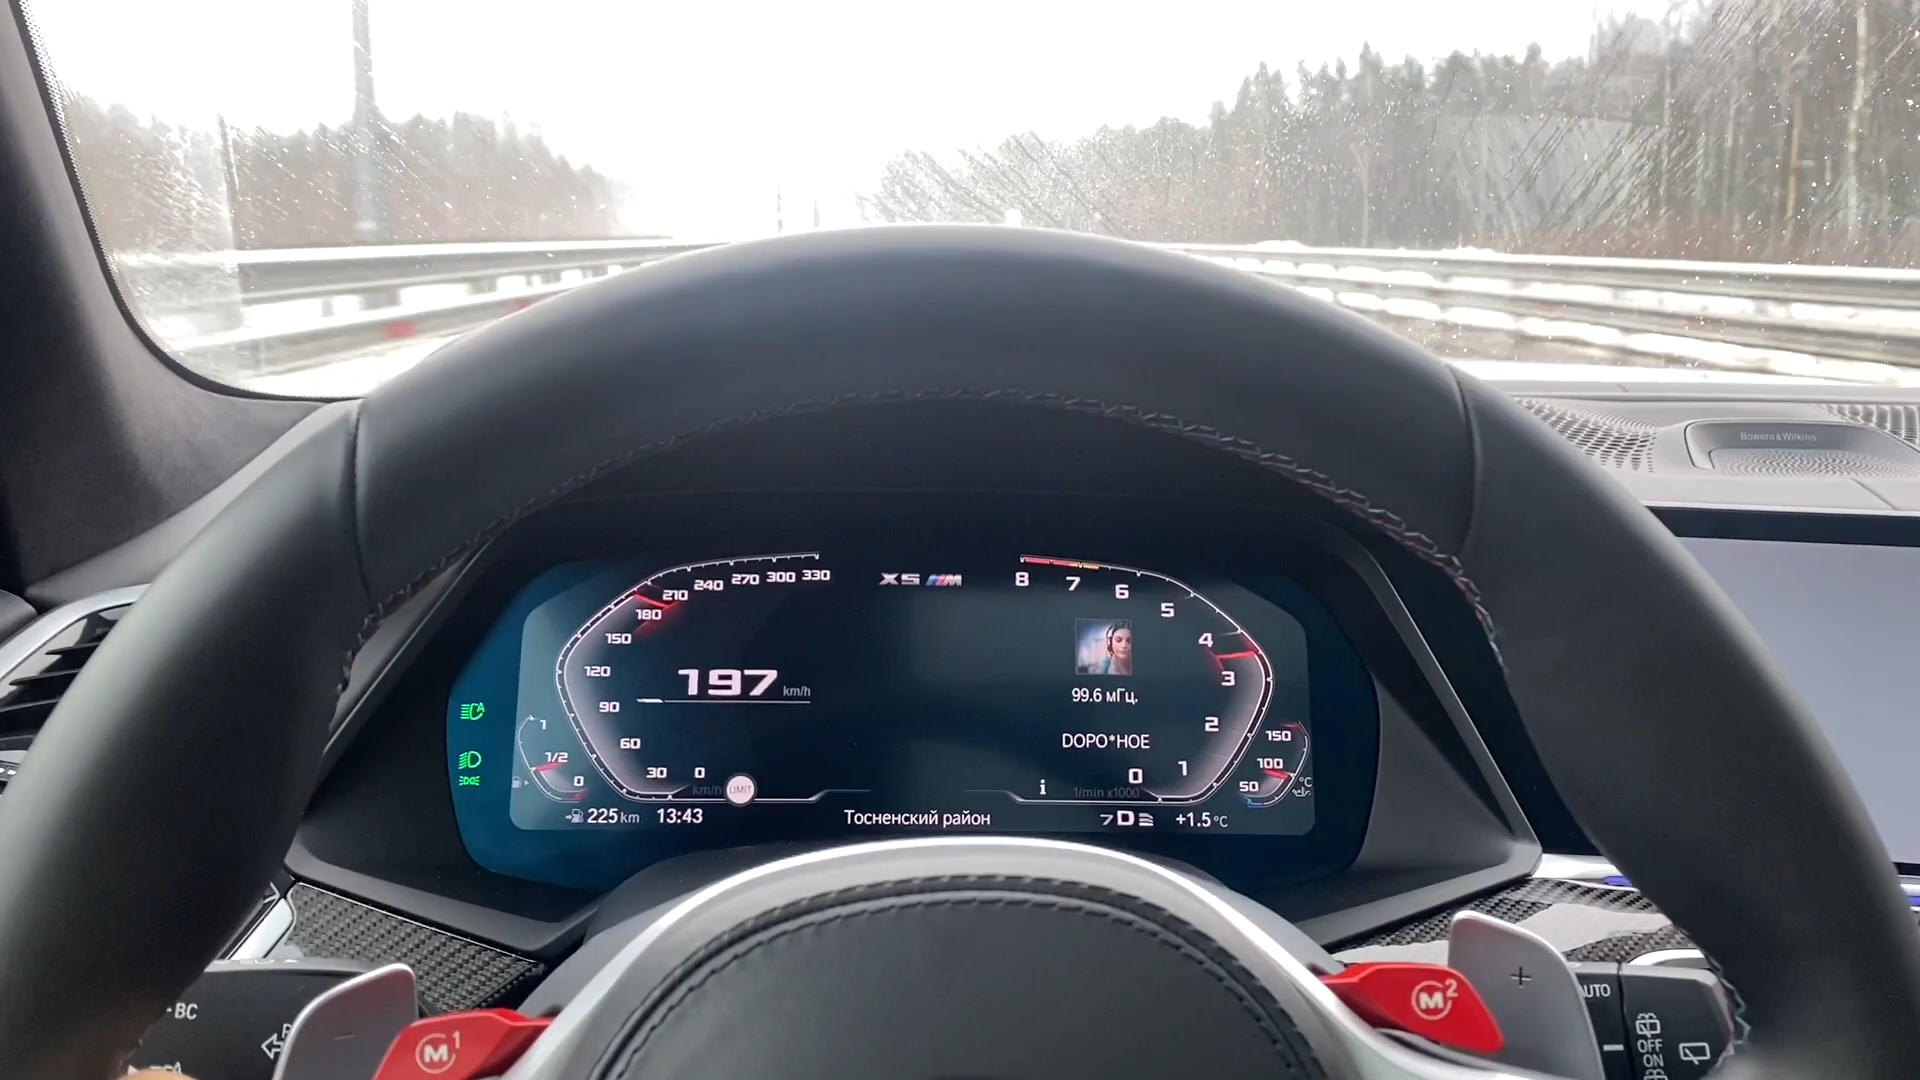 Bowers & Wilkins
X5 M
330
300
270
240
210
180
150
120
90
60
30
0
km/h
LIMIT
197 km/h
1
1/2
0
225 km
13:43
Тосненский район
8
7
6
5
4
3
2
1
0
1/min x1000
99.6 мГц.
DOPO*HOE
i
150
100
50
°C
7 D
+1.5 °C
BC
M1
M2
+
−
AUTO
OFF
ON